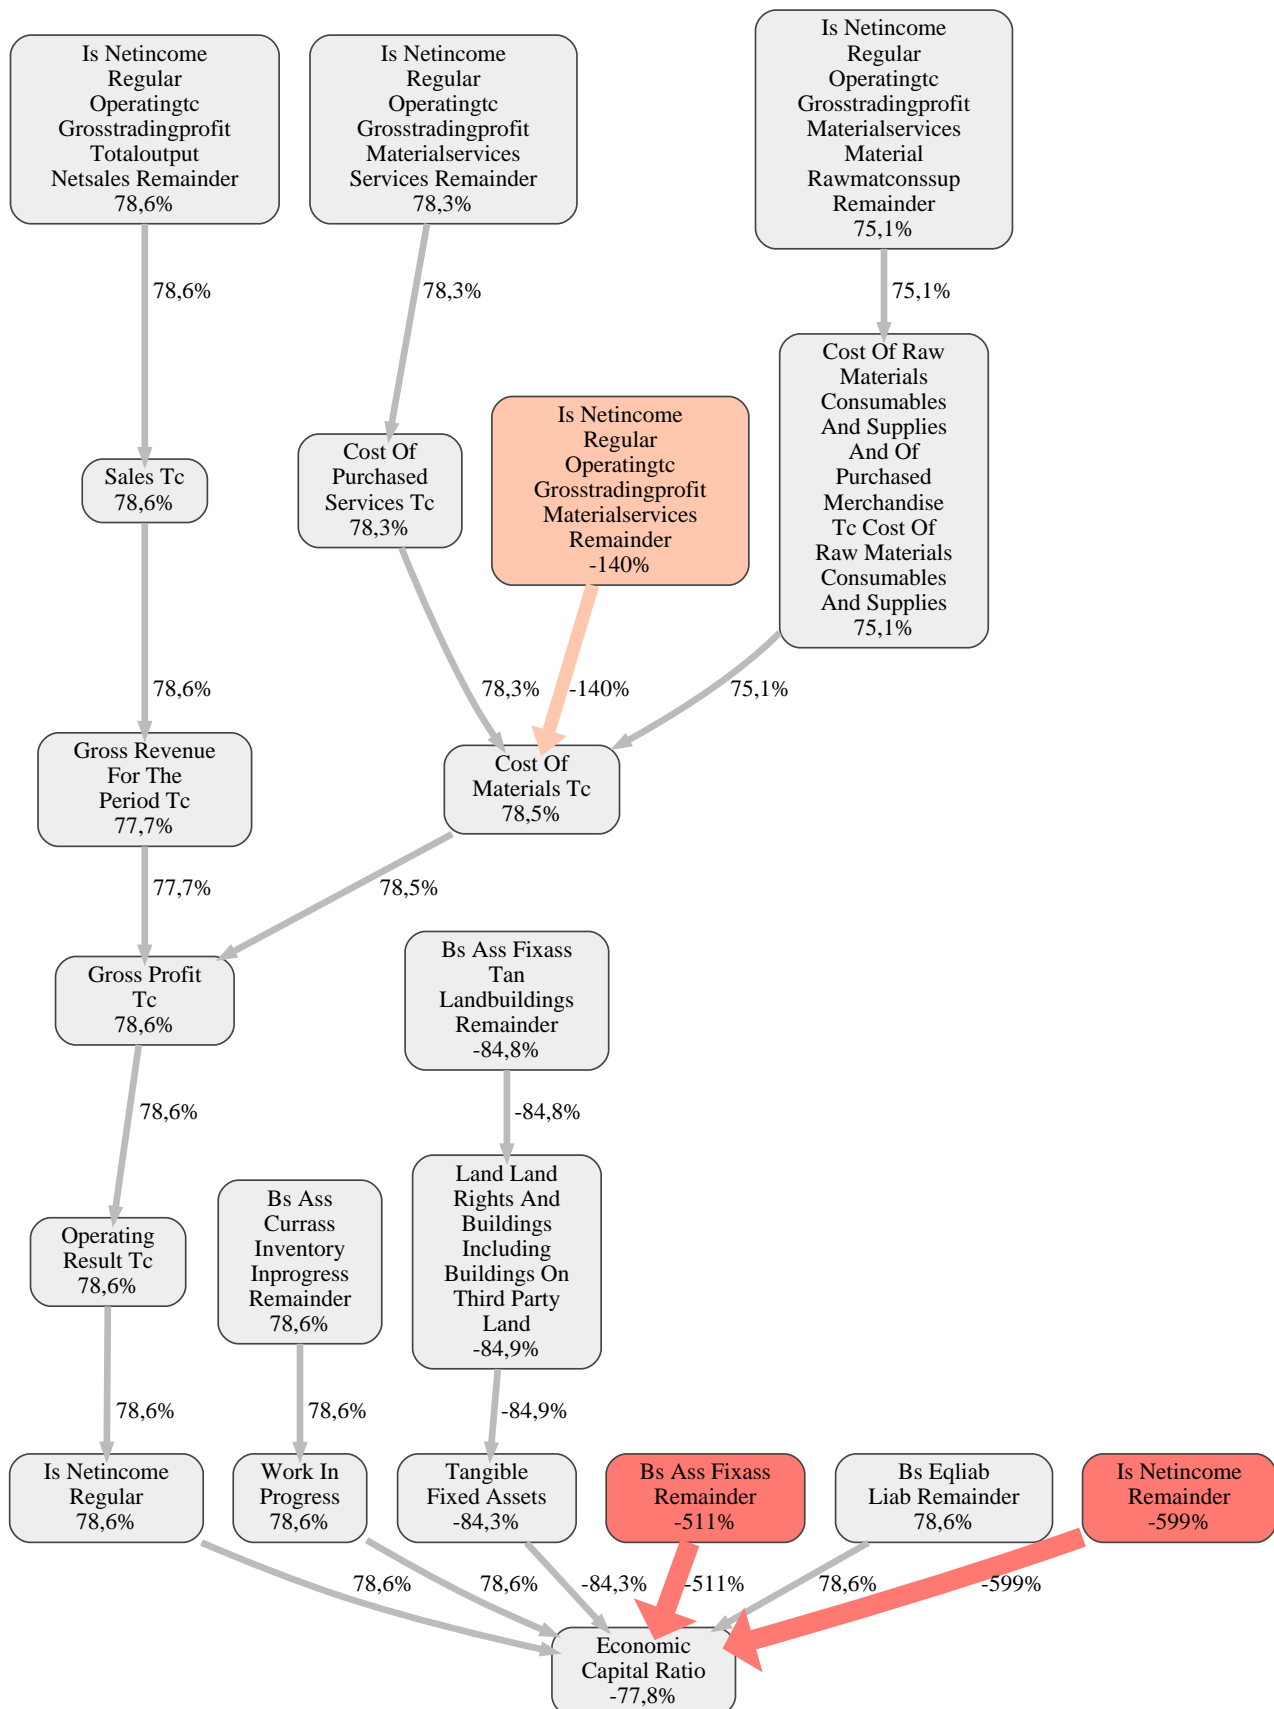 Is Netincome
Regular
Operatingtc
Grosstradingprofit
Totaloutput
Netsales Remainder
78,6%
Is Netincome
Regular
Operatingtc
Grosstradingprofit
Materialservices
Services Remainder
78,3%
Is Netincome
Regular
Operatingtc
Grosstradingprofit
Materialservices
Material
Rawmatconssup
Remainder
75,1%
78,6%
78,3%
75,1%
Sales Tc
78,6%
Cost Of
Purchased
Services Tc
78,3%
Is Netincome
Regular
Operatingtc
Grosstradingprofit
Materialservices
Remainder
-140%
Cost Of Raw
Materials
Consumables
And Supplies
And Of
Purchased
Merchandise
Tc Cost Of
Raw Materials
Consumables
And Supplies
75,1%
78,6%
78,3%
-140%
75,1%
Gross Revenue
For The
Period Tc
77,7%
Cost Of
Materials Tc
78,5%
77,7%
78,5%
Gross Profit
Tc
78,6%
Bs Ass Fixass
Tan
Landbuildings
Remainder
-84,8%
78,6%
-84,8%
Operating
Result Tc
78,6%
Bs Ass
Currass
Inventory
Inprogress
Remainder
78,6%
Land Land
Rights And
Buildings
Including
Buildings On
Third Party
Land
-84,9%
78,6%
78,6%
-84,9%
Is Netincome
Regular
78,6%
Work In
Progress
78,6%
Tangible
Fixed Assets
-84,3%
Bs Ass Fixass
Remainder
-511%
Bs Eqliab
Liab Remainder
78,6%
Is Netincome
Remainder
-599%
78,6%
78,6%
-84,3%
-511%
78,6%
-599%
Economic
Capital Ratio
-77,8%